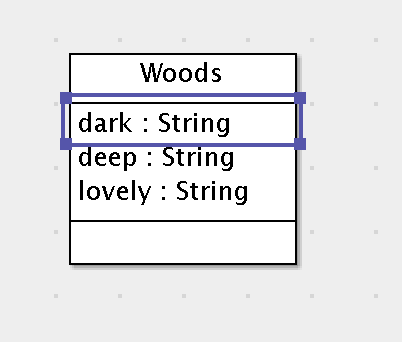 Woods
dark : String
deep : String
lovely : String